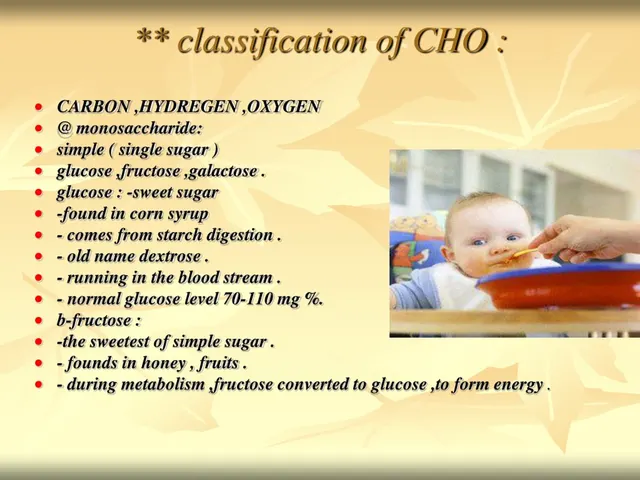 ** classification of CHO :
CARBON ,HYDREGEN ,OXYGEN
@ monosaccharide:
simple ( single sugar )
glucose ,fructose ,galactose .
glucose : -sweet sugar
-found in corn syrup
- comes from starch digestion .
- old name dextrose .
- running in the blood stream .
- normal glucose level 70-110 mg %.
b-fructose :
-the sweetest of simple sugar .
- founds in honey , fruits .
- during metabolism ,fructose converted to glucose ,to form energy .